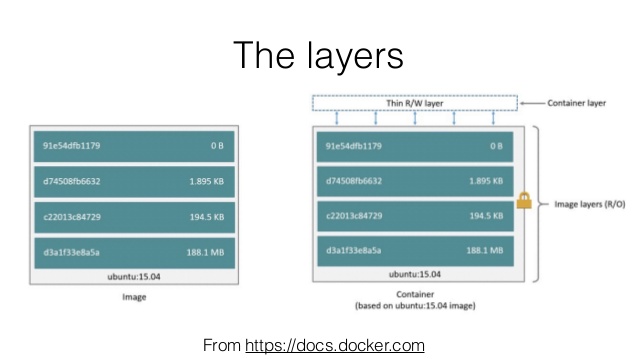 The layers
91e54dfb1179 0 B
d74508fb6632 1.895 KB
c22013c84729 194.5 KB
d3a1f33e8a5a 188.1 MB
ubuntu:15.04
Image
Thin R/W layer
Container layer
91e54dfb1179 0 B
d74508fb6632 1.895 KB
c22013c84729 194.5 KB
d3a1f33e8a5a 188.1 MB
ubuntu:15.04
Image layers (R/O)
Container
(based on ubuntu:15.04 image)
From https://docs.docker.com